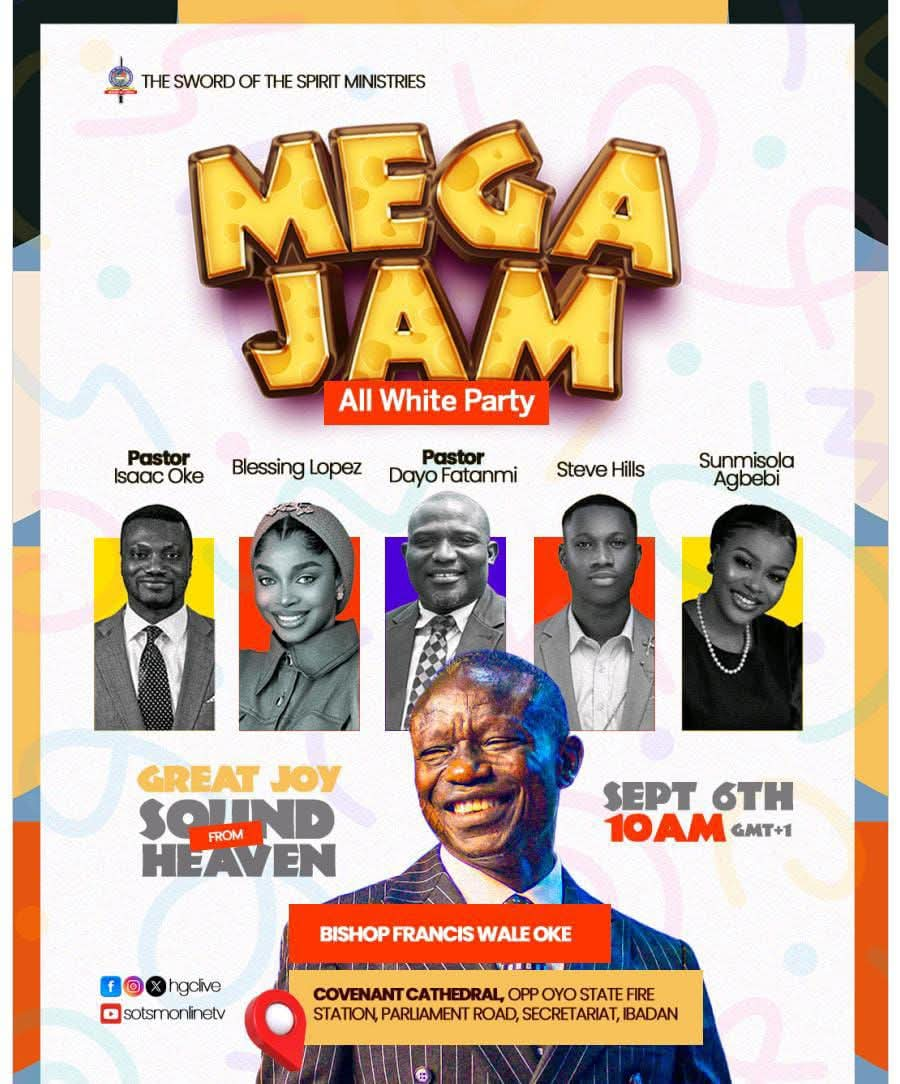 THE SWORD OF THE SPIRIT MINISTRIES
MEGA
JAM
All White Party
Pastor
Isaac Oke
Blessing Lopez
Pastor
Dayo Fatanmi
Steve Hills
Sunmisola
Agbebi
GREAT JOY
SOUND
FROM
HEAVEN
SEPT 6TH
10AM GMT+1
BISHOP FRANCIS WALE OKE
COVENANT CATHEDRAL, OPP OYO STATE FIRE
STATION, PARLIAMENT ROAD, SECRETARIAT, IBADAN
hgclive
sotsmonlinetv